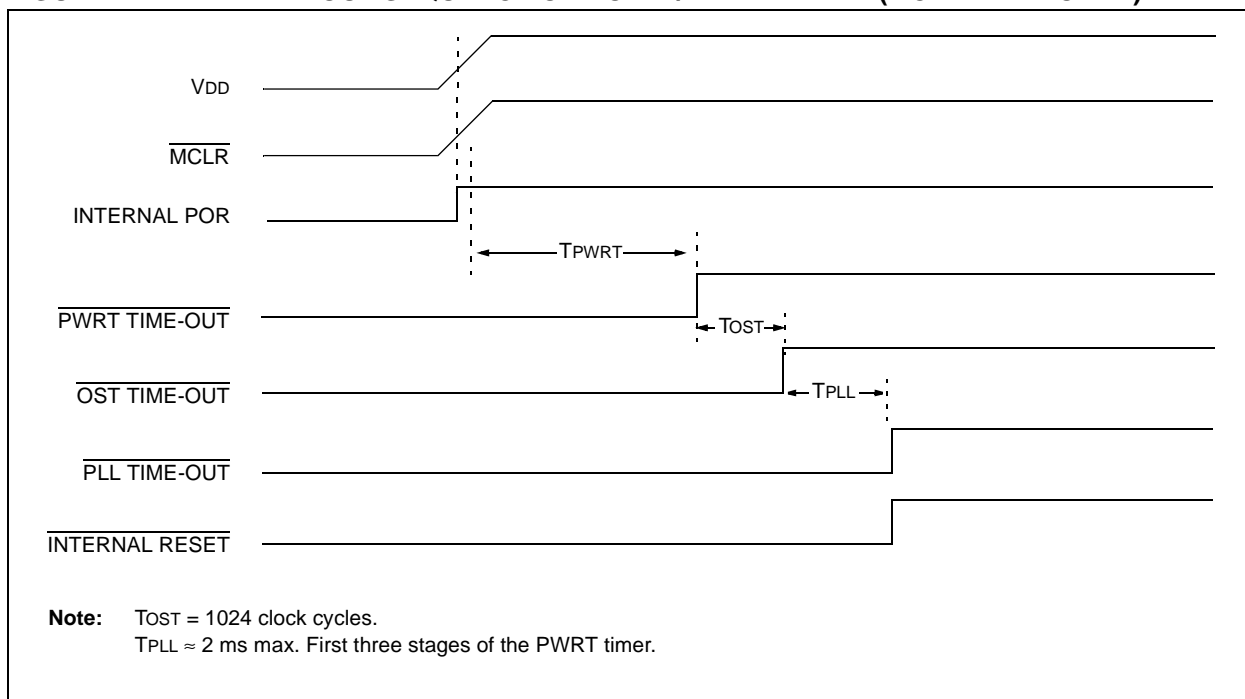 VDD
MCLR
INTERNAL POR
TPWRT
PWRT TIME-OUT
TOST
OST TIME-OUT
TPLL
PLL TIME-OUT
INTERNAL RESET
Note: TOST = 1024 clock cycles.
TPLL ≈ 2 ms max. First three stages of the PWRT timer.